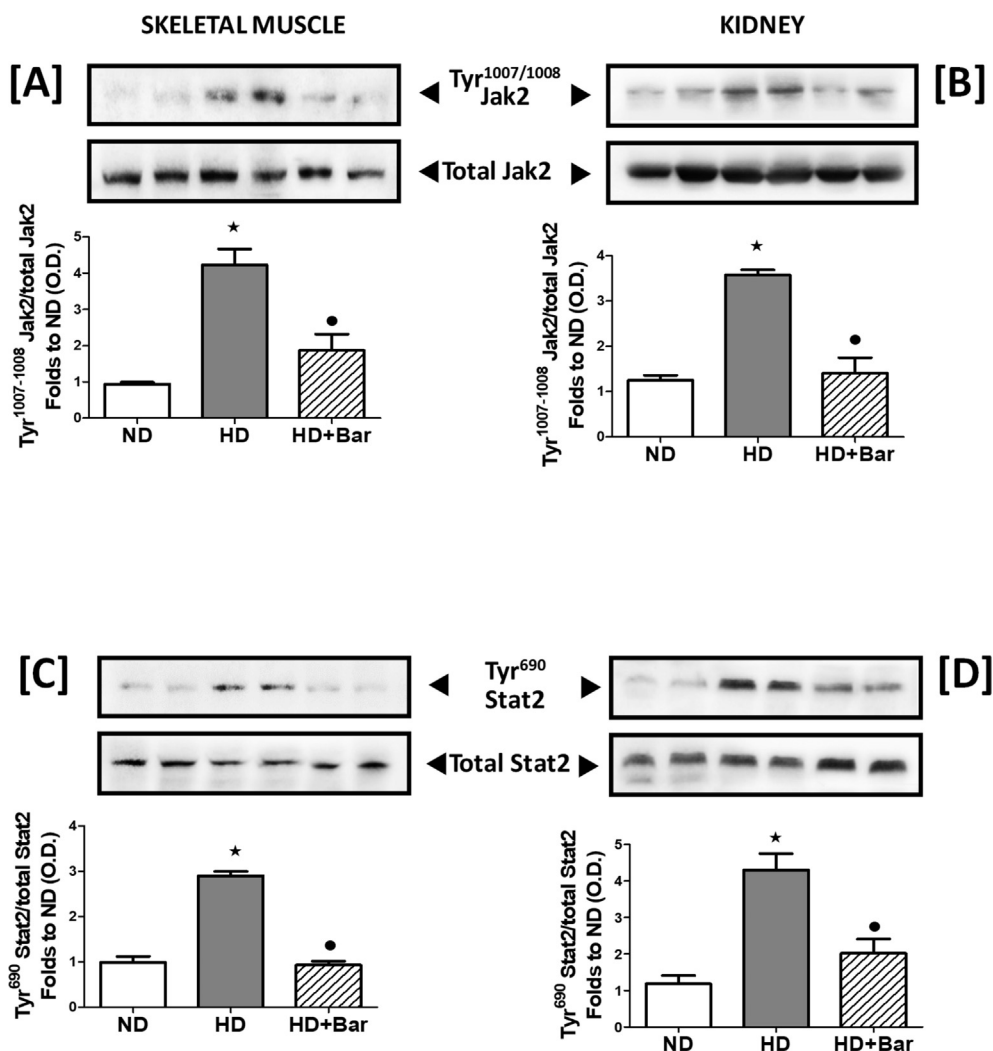 SKELETAL MUSCLE
KIDNEY
[A]
Tyr1007/1008
Jak2
[B]
Total Jak2
Tyr1007-1008 Jak2/total Jak2
Folds to ND (O.D.)
5
4
3
2
1
0
ND
HD
HD+Bar
Tyr1007-1008 Jak2/total Jak2
Folds to ND (O.D.)
4
3
2
1
0
ND
HD
HD+Bar
[C]
Tyr690
Stat2
[D]
Total Stat2
Tyr690 Stat2/total Stat2
Folds to ND (O.D.)
4
3
2
1
0
ND
HD
HD+Bar
Tyr690 Stat2/total Stat2
Folds to ND (O.D.)
5
4
3
2
1
0
ND
HD
HD+Bar